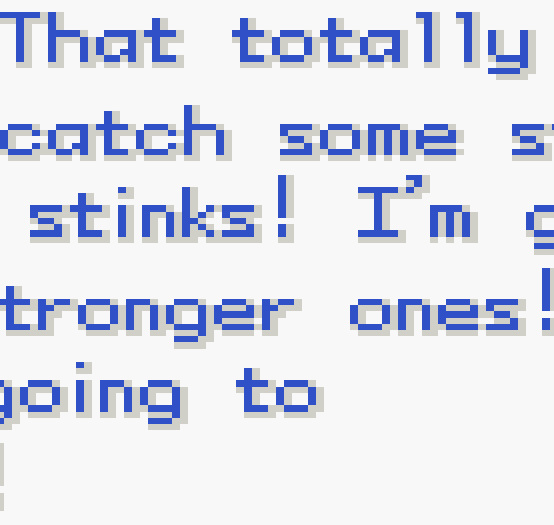 That totally
catch some s
stinks! I'm g
tronger ones!
going to